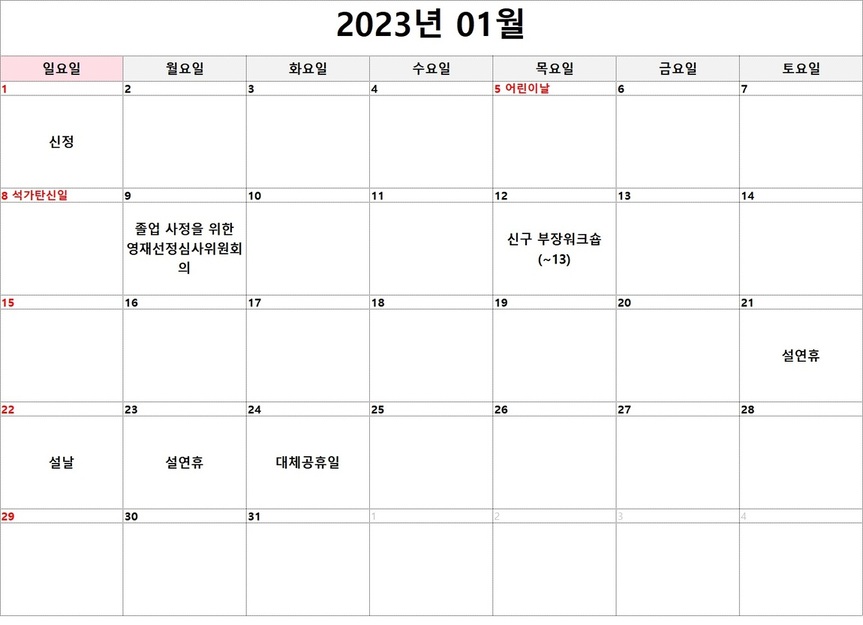 2023년 01월
일요일 월요일 화요일 수요일 목요일 금요일 토요일
1 2 3 4 5 어린이날 6 7
신정
8 석가탄신일 9 10 11 12 13 14
졸업 사정을 위한
영재선정심사위원회
의
신구 부장워크숍
(~13)
15 16 17 18 19 20 21
설연휴
22 23 24 25 26 27 28
설날 설연휴 대체공휴일
29 30 31 1 2 3 4